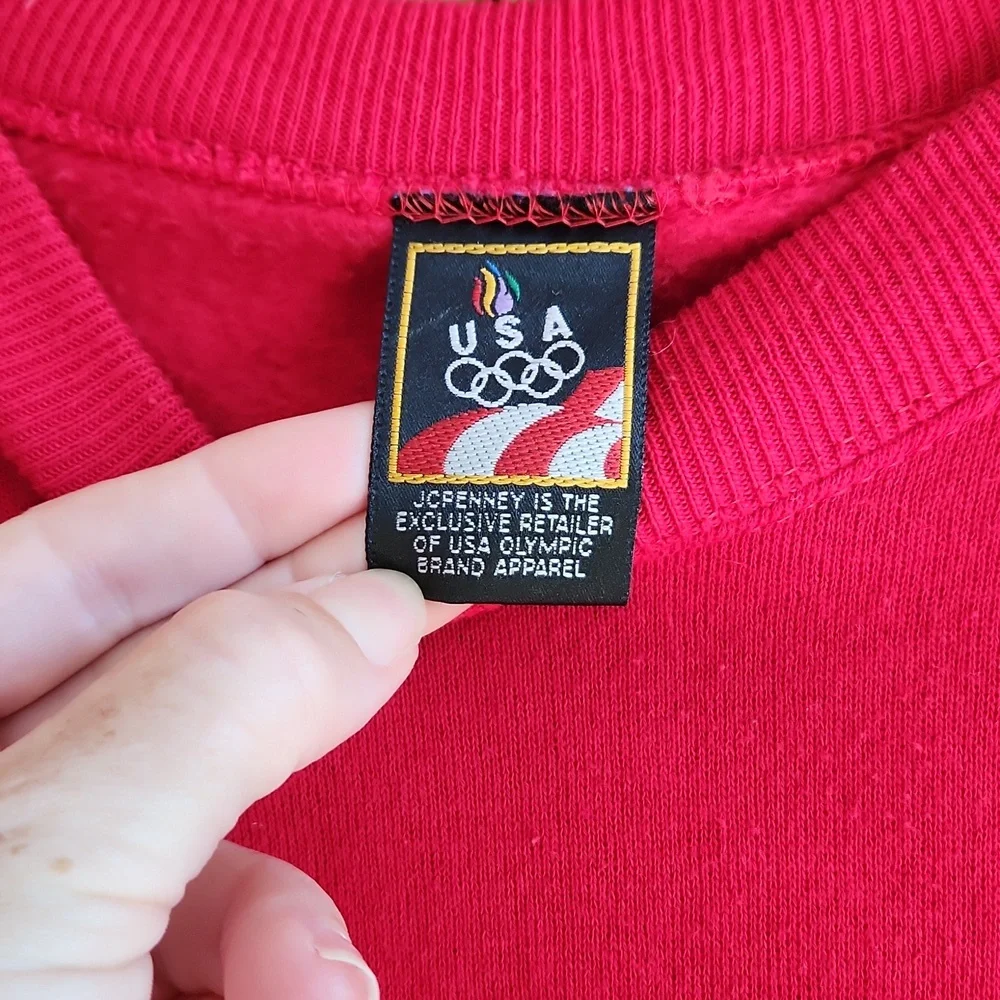 USA
JCPENNEY IS THE
EXCLUSIVE RETAILER
OF USA OLYMPIC
BRAND APPAREL